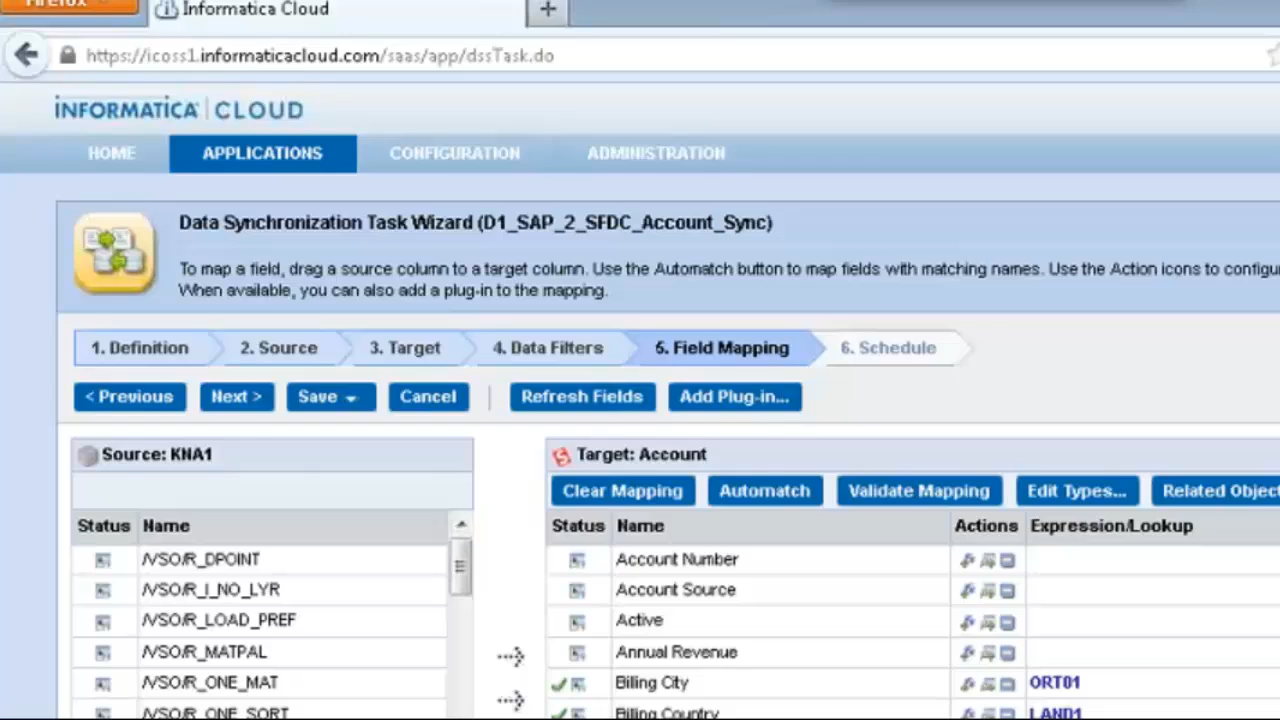 Firefox
Informatica Cloud
https://icoss1.informaticacloud.com/saas/app/dssTask.do
INFORMATICA CLOUD
HOME APPLICATIONS CONFIGURATION ADMINISTRATION
Data Synchronization Task Wizard (D1_SAP_2_SFDC_Account_Sync)
To map a field, drag a source column to a target column. Use the Automatch button to map fields with matching names. Use the Action icons to configu
When available, you can also add a plug-in to the mapping.
1. Definition 2. Source 3. Target 4. Data Filters 5. Field Mapping 6. Schedule
< Previous Next > Save Cancel Refresh Fields Add Plug-in...
Source: KNA1 Target: Account
Clear Mapping Automatch Validate Mapping Edit Types... Related Object
Status Name Status Name Actions Expression/Lookup
/VSO/R_DPOINT Account Number
/VSO/R_I_NO_LYR Account Source
/VSO/R_LOAD_PREF Active
/VSO/R_MATPAL Annual Revenue
/VSO/R_ONE_MAT Billing City ORT01
/VSO/R_ONE_SORT Billing Country LAND1